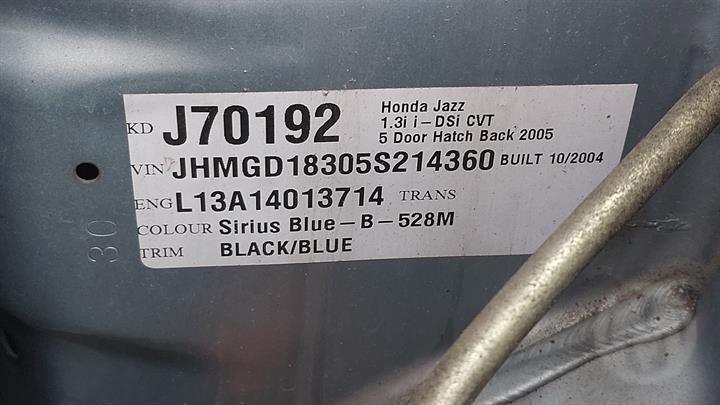 KD J70192
Honda Jazz
1.3i i-DSi CVT
5 Door Hatch Back 2005
VIN JHMGD18305S214360 BUILT 10/2004
ENG L13A14013714 TRANS
COLOUR Sirius Blue-B-528M
TRIM BLACK/BLUE
30